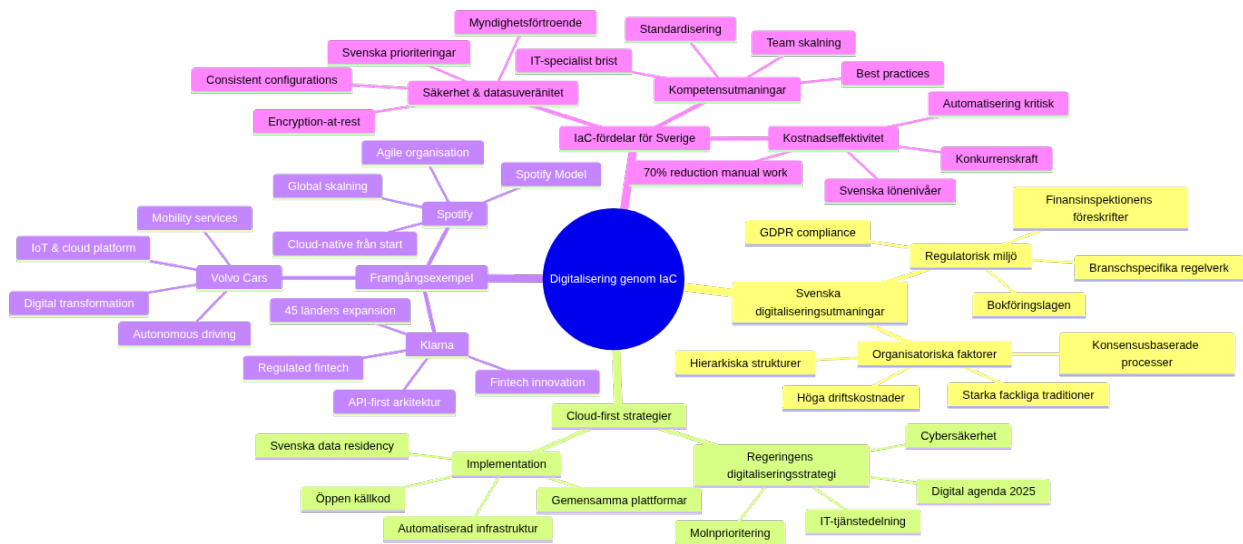 Myndighetsförtroende
Svenska prioriteringar
Consistent configurations
Säkerhet & datasuveränitet
Encryption-at-rest
Standardisering
Team skalning
IT-specialist brist
Best practices
Kompetensutmaningar
Automatisering kritisk
IaC-fördelar för Sverige
Kostnadseffektivitet
Konkurrenskraft
70% reduction manual work
Svenska lönenivåer
Agile organisation
Spotify Model
Global skalning
Spotify
Cloud-native från start
Mobility services
IoT & cloud platform
Volvo Cars
Digital transformation
Autonomous driving
Framgångsexempel
45 länders expansion
Klarna
Regulated fintech
Fintech innovation
API-first arkitektur
Digitalisering genom IaC
Finansinspektionens
föreskrifter
GDPR compliance
Regulatorisk miljö
Branschspecifika regelverk
Bokföringslagen
Svenska
digitaliseringsutmaningar
Organisatoriska faktorer
Konsensusbaserade
processer
Hierarkiska strukturer
Höga driftskostnader
Starka fackliga traditioner
Cloud-first strategier
Svenska data residency
Implementation
Öppen källkod
Gemensamma plattformar
Automatiserad infrastruktur
Regeringens
digitaliseringsstrategi
Cybersäkerhet
Digital agenda 2025
IT-tjänstedelning
Molnprioritering